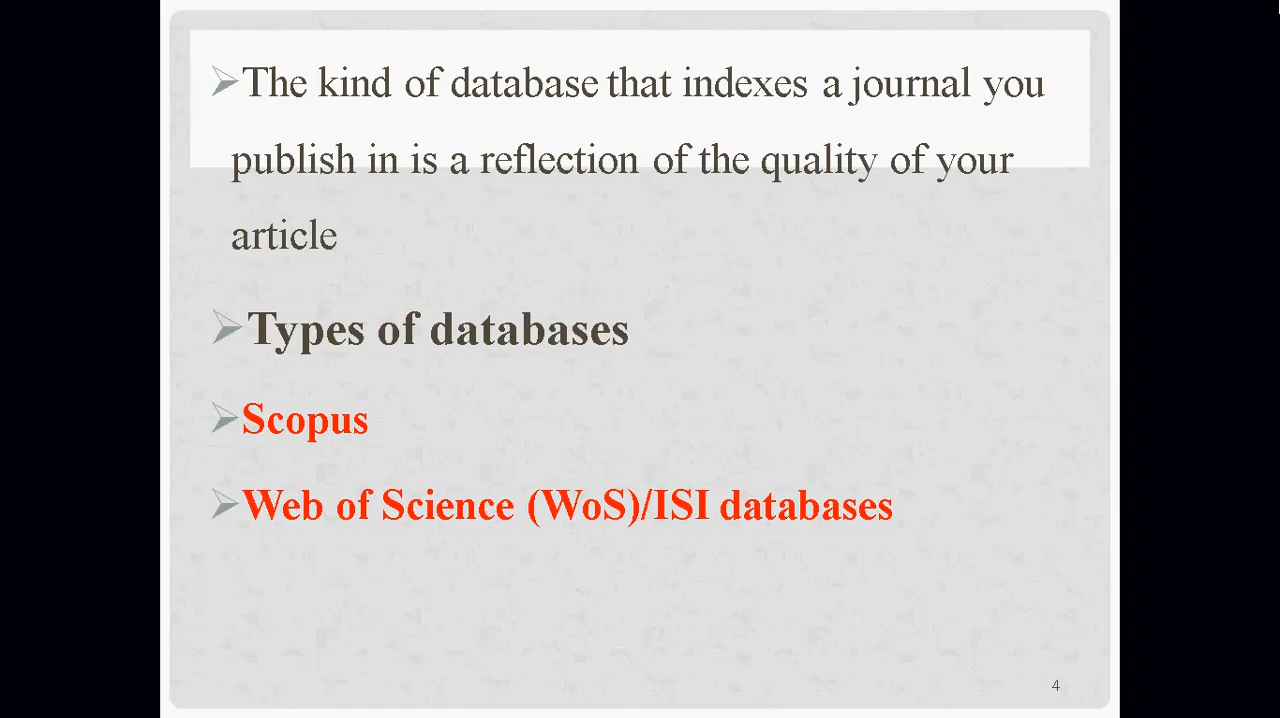 ➢The kind of database that indexes a journal you
publish in is a reflection of the quality of your
article
➢Types of databases
➢Scopus
➢Web of Science (WoS)/ISI databases
4